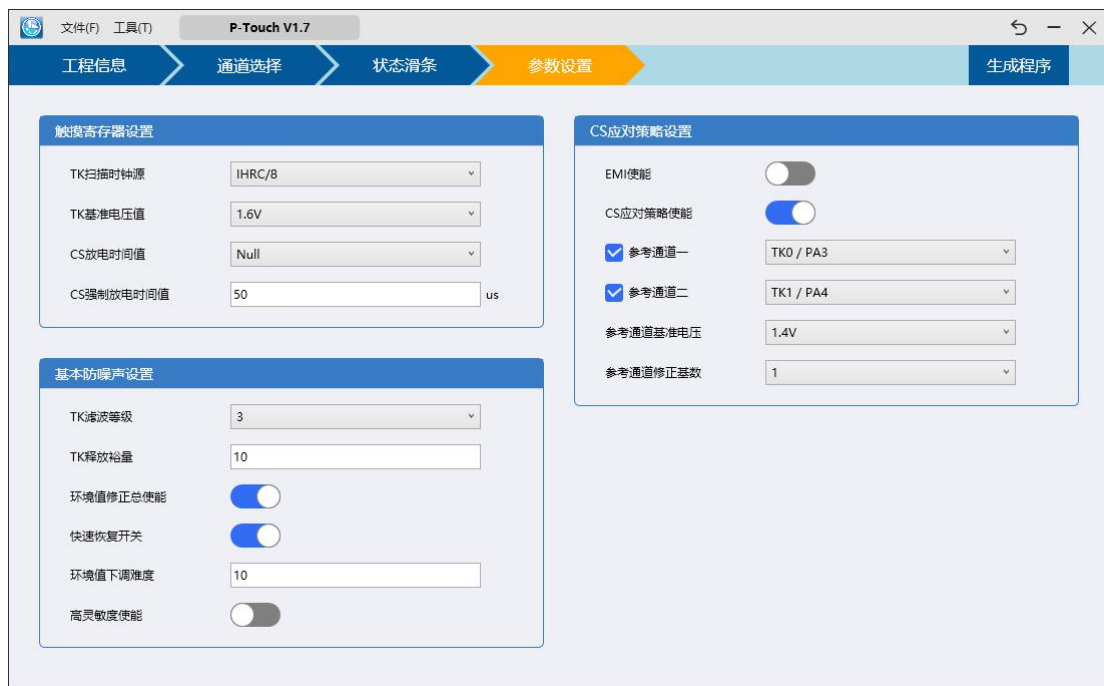 文件(F) 工具(T) P-Touch V1.7
工程信息 通道选择 状态滑条 参数设置 生成程序
触摸寄存器设置
TK扫描时钟源 IHRC/8
TK基准电压值 1.6V
CS放电时间值 Null
CS强制放电时间值 50 us
基本防噪声设置
TK滤波等级 3
TK释放裕量 10
环境值修正总使能
快速恢复开关
环境值下调难度 10
高灵敏度使能
CS应对策略设置
EMI使能
CS应对策略使能
参考通道一 TK0 / PA3
参考通道二 TK1 / PA4
参考通道基准电压 1.4V
参考通道修正基数 1